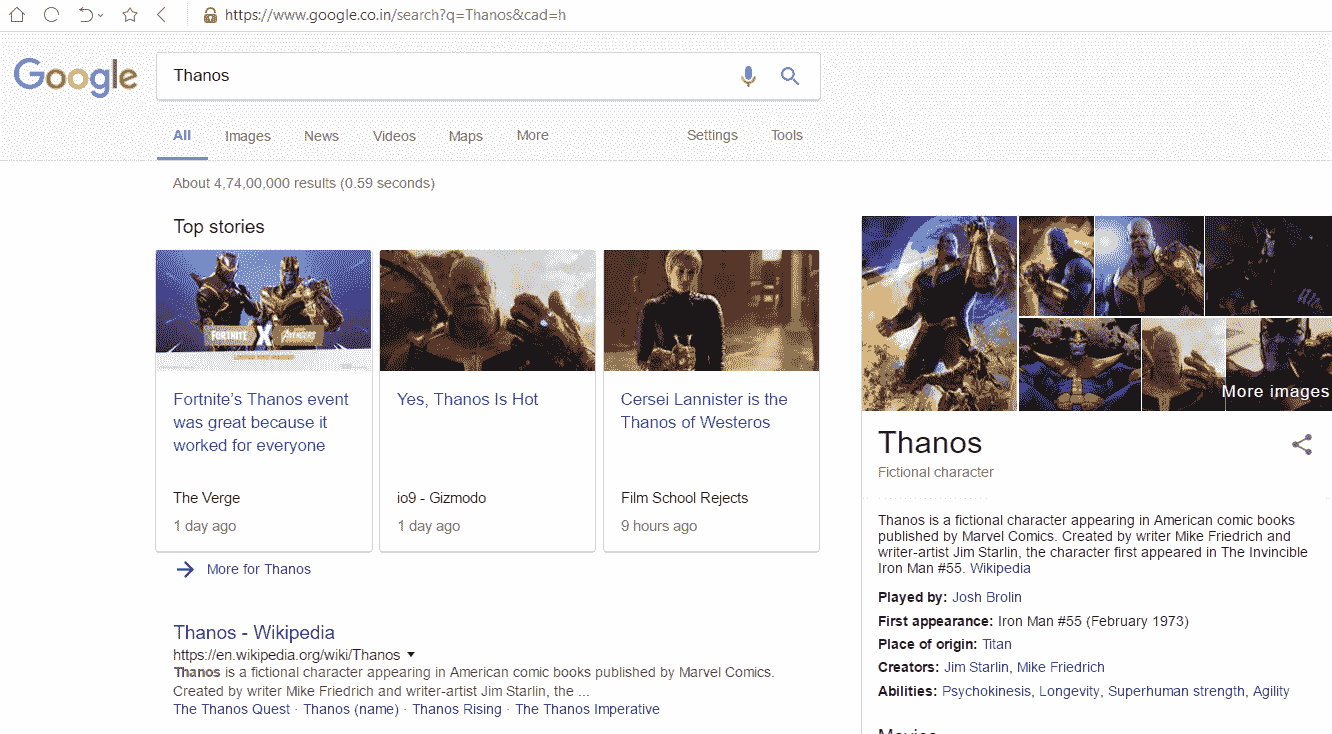 https://www.google.co.in/search?q=Thanos&cad=h
Google
Thanos
All Images News Videos Maps More Settings Tools
About 4,74,00,000 results (0.59 seconds)
Top stories
FORTNITE X AVENGERS
Fortnite's Thanos event
was great because it
worked for everyone
The Verge
1 day ago
Yes, Thanos Is Hot
io9 - Gizmodo
1 day ago
Cersei Lannister is the
Thanos of Westeros
Film School Rejects
9 hours ago
More for Thanos
Thanos - Wikipedia
https://en.wikipedia.org/wiki/Thanos
Thanos is a fictional character appearing in American comic books published by Marvel Comics.
Created by writer Mike Friedrich and writer-artist Jim Starlin, the ...
The Thanos Quest · Thanos (name) · Thanos Rising · The Thanos Imperative
More images
Thanos
Fictional character
Thanos is a fictional character appearing in American comic books
published by Marvel Comics. Created by writer Mike Friedrich and
writer-artist Jim Starlin, the character first appeared in The Invincible
Iron Man #55. Wikipedia
Played by: Josh Brolin
First appearance: Iron Man #55 (February 1973)
Place of origin: Titan
Creators: Jim Starlin, Mike Friedrich
Abilities: Psychokinesis, Longevity, Superhuman strength, Agility